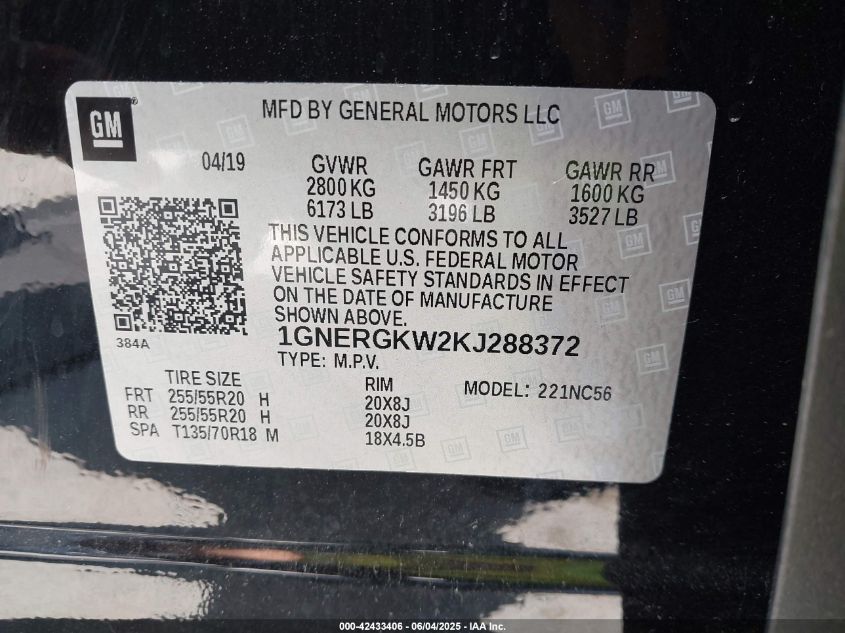 GM
MFD BY GENERAL MOTORS LLC
04/19
GVWR GAWR FRT GAWR RR
2800 KG 1450 KG 1600 KG
6173 LB 3196 LB 3527 LB
THIS VEHICLE CONFORMS TO ALL
APPLICABLE U.S. FEDERAL MOTOR
VEHICLE SAFETY STANDARDS IN EFFECT
ON THE DATE OF MANUFACTURE
SHOWN ABOVE.
384A
1GNERGKW2KJ288372
TYPE: M.P.V.
TIRE SIZE RIM MODEL: 221NC56
FRT 255/55R20 H 20X8J
RR 255/55R20 H 20X8J
SPA T135/70R18 M 18X4.5B
000-42433406 - 06/04/2025 - IAA Inc.